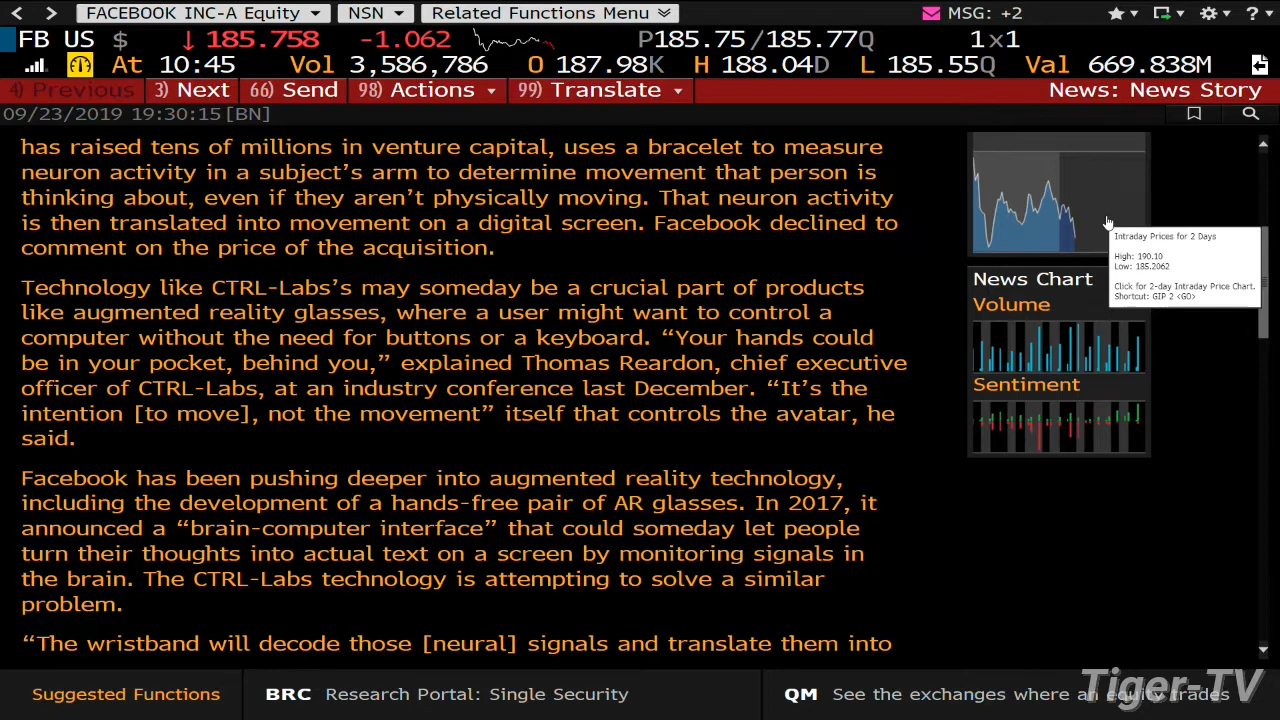 FACEBOOK INC-A Equity NSN Related Functions Menu MSG: +2 ?
FB US $ ↓ 185.758 -1.062 P185.75/185.77Q 1x1
At 10:45 Vol 3,586,786 O 187.98K H 188.04D L 185.55Q Val 669.838M
4) Previous 3) Next 66) Send 98) Actions 99) Translate News: News Story
09/23/2019 19:30:15[BN]
has raised tens of millions in venture capital, uses a bracelet to measure
neuron activity in a subject's arm to determine movement that person is
thinking about, even if they aren't physically moving. That neuron activity
is then translated into movement on a digital screen. Facebook declined to
comment on the price of the acquisition.
Technology like CTRL-Labs's may someday be a crucial part of products
like augmented reality glasses, where a user might want to control a
computer without the need for buttons or a keyboard. “Your hands could
be in your pocket, behind you,” explained Thomas Reardon, chief executive
officer of CTRL-Labs, at an industry conference last December. “It's the
intention [to move], not the movement” itself that controls the avatar, he
said.
Facebook has been pushing deeper into augmented reality technology,
including the development of a hands-free pair of AR glasses. In 2017, it
announced a “brain-computer interface” that could someday let people
turn their thoughts into actual text on a screen by monitoring signals in
the brain. The CTRL-Labs technology is attempting to solve a similar
problem.
“The wristband will decode those [neural] signals and translate them into
Intraday Prices for 2 Days
High: 190.10
Low: 185.2062
Click for 2-day Intraday Price Chart.
Shortcut: GIP 2 <GO>
News Chart
Volume
Sentiment
Suggested Functions BRC Research Portal: Single Security QM See the exchanges where an equity trades
Tiger-TV